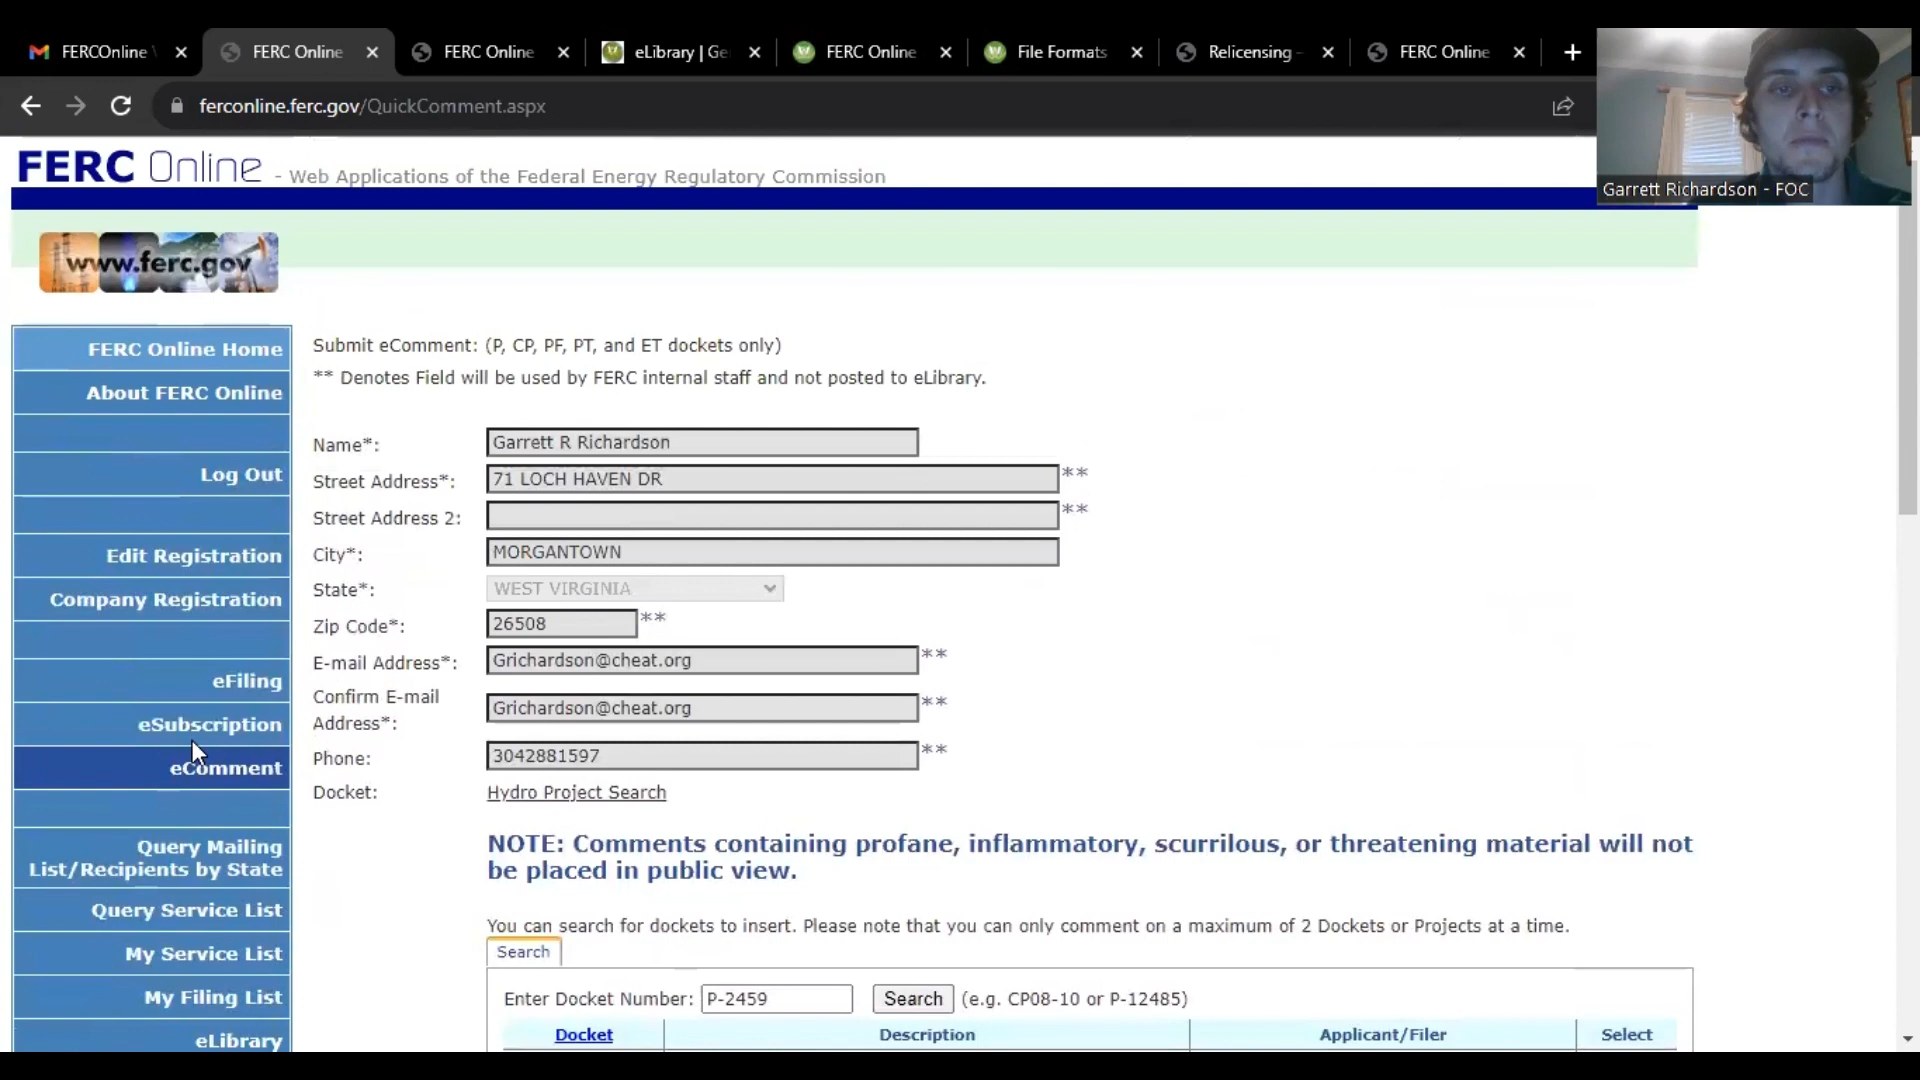 FERCOnline
FERC Online
FERC Online
eLibrary | Ge
FERC Online
File Formats
Relicensing -
FERC Online
ferconline.ferc.gov/QuickComment.aspx
Garrett Richardson - FOC
FERC Online - Web Applications of the Federal Energy Regulatory Commission
www.ferc.gov
FERC Online Home
About FERC Online
Log Out
Edit Registration
Company Registration
eFiling
eSubscription
eComment
Query Mailing
List/Recipients by State
Query Service List
My Service List
My Filing List
eLibrary
Submit eComment: (P, CP, PF, PT, and ET dockets only)
** Denotes Field will be used by FERC internal staff and not posted to eLibrary.
Name*: Garrett R Richardson
Street Address*: 71 LOCH HAVEN DR **
Street Address 2: **
City*: MORGANTOWN
State*: WEST VIRGINIA
Zip Code*: 26508 **
E-mail Address*: Grichardson@cheat.org **
Confirm E-mail
Address*: Grichardson@cheat.org **
Phone: 3042881597 **
Docket: Hydro Project Search
NOTE: Comments containing profane, inflammatory, scurrilous, or threatening material will not
be placed in public view.
You can search for dockets to insert. Please note that you can only comment on a maximum of 2 Dockets or Projects at a time.
Search
Enter Docket Number: P-2459 Search (e.g. CP08-10 or P-12485)
Docket Description Applicant/Filer Select